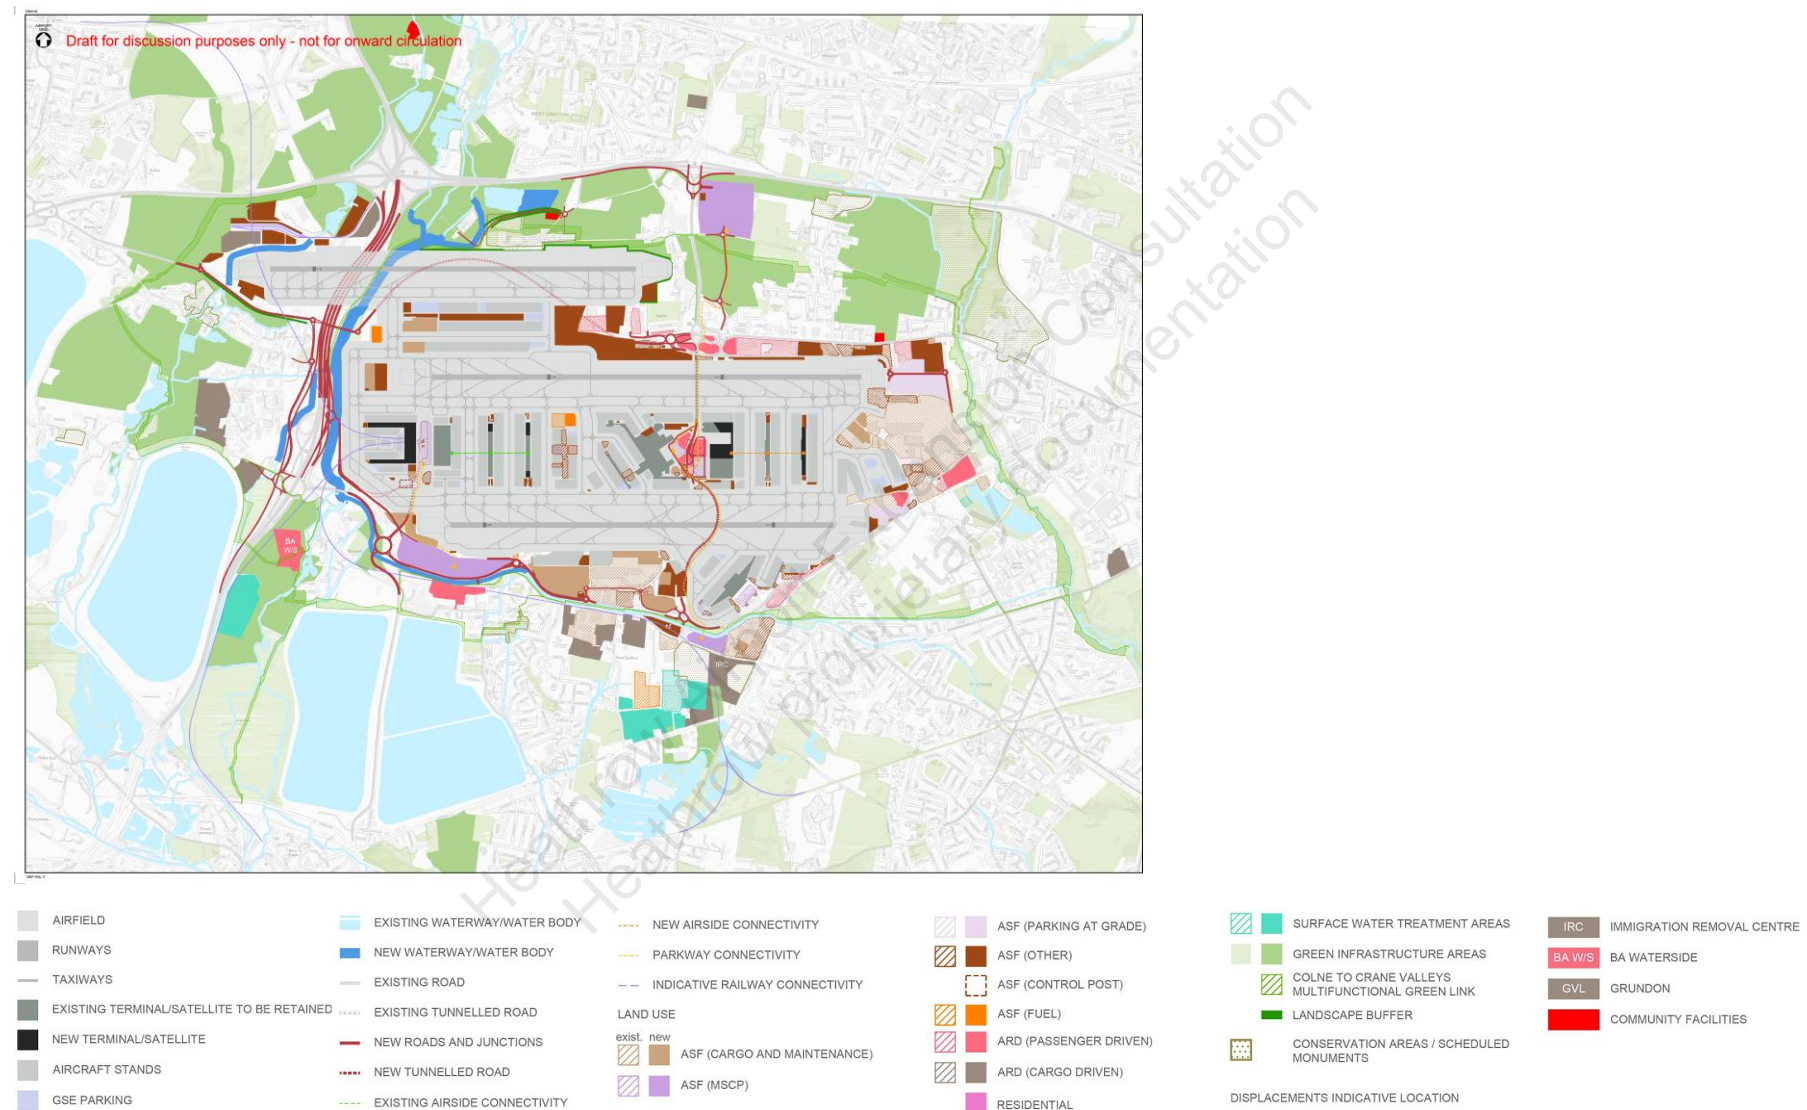 Draft for discussion purposes only - not for onward circulation
Heathrow Expansion Consultation
Heathrow proprietary documentation
BA
W/S
IRC
AIRFIELD
RUNWAYS
TAXIWAYS
EXISTING TERMINAL/SATELLITE TO BE RETAINED
NEW TERMINAL/SATELLITE
AIRCRAFT STANDS
GSE PARKING
EXISTING WATERWAY/WATER BODY
NEW WATERWAY/WATER BODY
EXISTING ROAD
EXISTING TUNNELLED ROAD
NEW ROADS AND JUNCTIONS
NEW TUNNELLED ROAD
EXISTING AIRSIDE CONNECTIVITY
NEW AIRSIDE CONNECTIVITY
PARKWAY CONNECTIVITY
INDICATIVE RAILWAY CONNECTIVITY
LAND USE
exist. new
ASF (CARGO AND MAINTENANCE)
ASF (MSCP)
ASF (PARKING AT GRADE)
ASF (OTHER)
ASF (CONTROL POST)
ASF (FUEL)
ARD (PASSENGER DRIVEN)
ARD (CARGO DRIVEN)
RESIDENTIAL
SURFACE WATER TREATMENT AREAS
GREEN INFRASTRUCTURE AREAS
COLNE TO CRANE VALLEYS
MULTIFUNCTIONAL GREEN LINK
LANDSCAPE BUFFER
CONSERVATION AREAS / SCHEDULED
MONUMENTS
DISPLACEMENTS INDICATIVE LOCATION
IRC IMMIGRATION REMOVAL CENTRE
BA W/S BA WATERSIDE
GVL GRUNDON
COMMUNITY FACILITIES